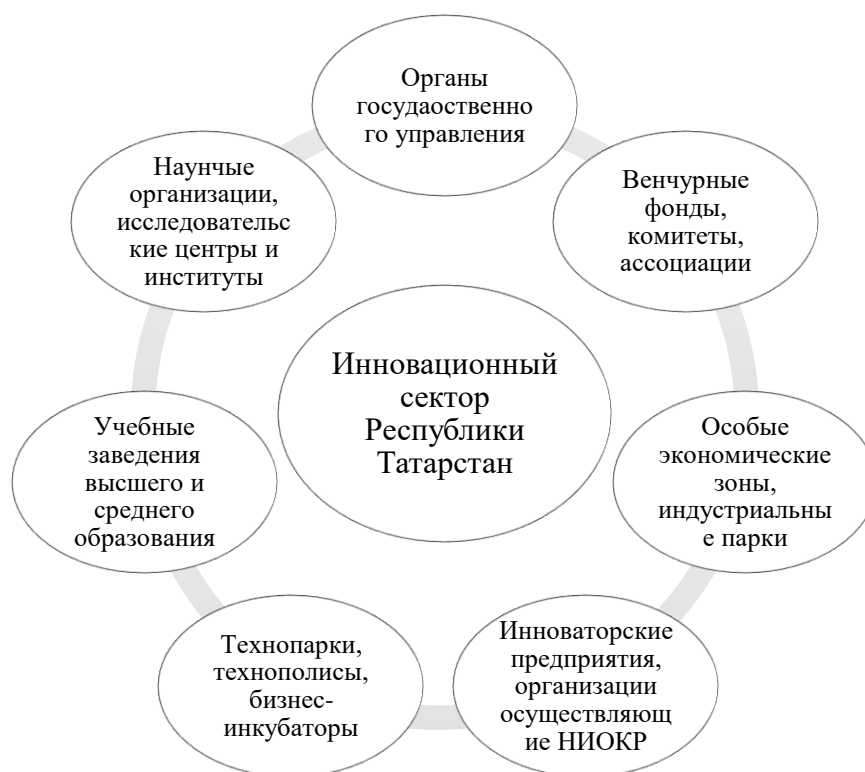 Органы
госудаоственно
го управления
Венчурные
фонды,
комитеты,
ассоциации
Особые
экономические
зоны,
индустриальны
е парки
Инноваторские
предприятия,
организации
осуществляющ
ие НИОКР
Технопарки,
технополисы,
бизнес-
инкубаторы
Учебные
заведения
высшего и
среднего
образования
Наунчые
организации,
исследовательс
кие центры и
институты
Инновационный
сектор
Республики
Татарстан